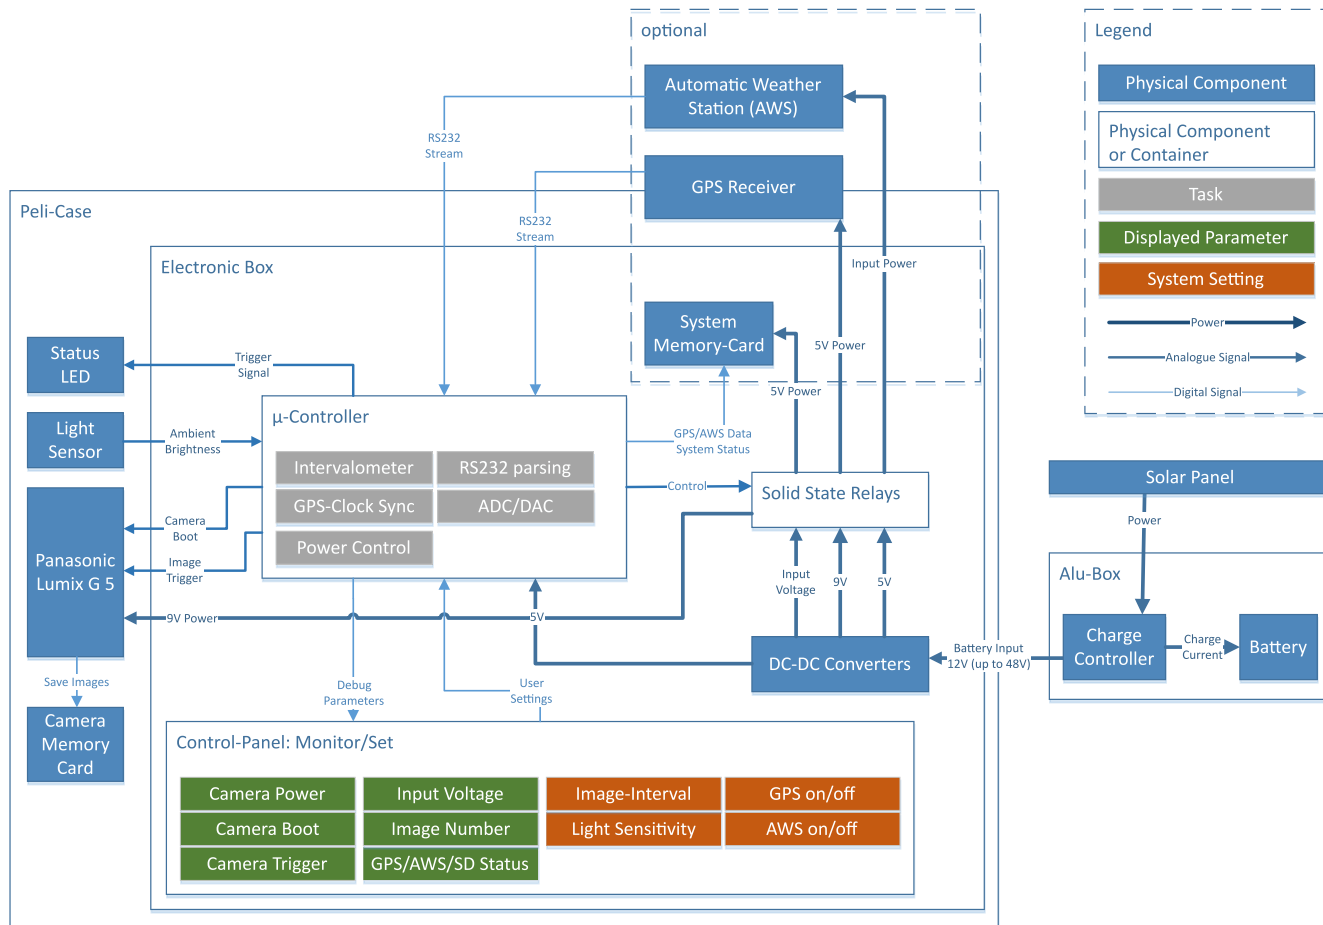 optional
Automatic Weather
Station (AWS)
RS232
Stream
GPS Receiver
RS232
Stream
Input Power
Peli-Case
Electronic Box
System
Memory-Card
5V Power
5V Power
Status
LED
Trigger
Signal
Light
Sensor
Ambient
Brightness
μ-Controller
Intervalometer
RS232 parsing
GPS-Clock Sync
ADC/DAC
Power Control
GPS/AWS Data
System Status
Control
Solid State Relays
Camera
Boot
Image
Trigger
Panasonic
Lumix G 5
9V Power
5V
Input
Voltage
9V
5V
DC-DC Converters
Battery Input
12V (up to 48V)
Save Images
Camera
Memory
Card
Debug
Parameters
User
Settings
Control-Panel: Monitor/Set
Camera Power
Input Voltage
Image-Interval
GPS on/off
Camera Boot
Image Number
Light Sensitivity
AWS on/off
Camera Trigger
GPS/AWS/SD Status
Legend
Physical Component
Physical Component
or Container
Task
Displayed Parameter
System Setting
Power
Analogue Signal
Digital Signal
Solar Panel
Power
Alu-Box
Charge
Controller
Charge
Current
Battery